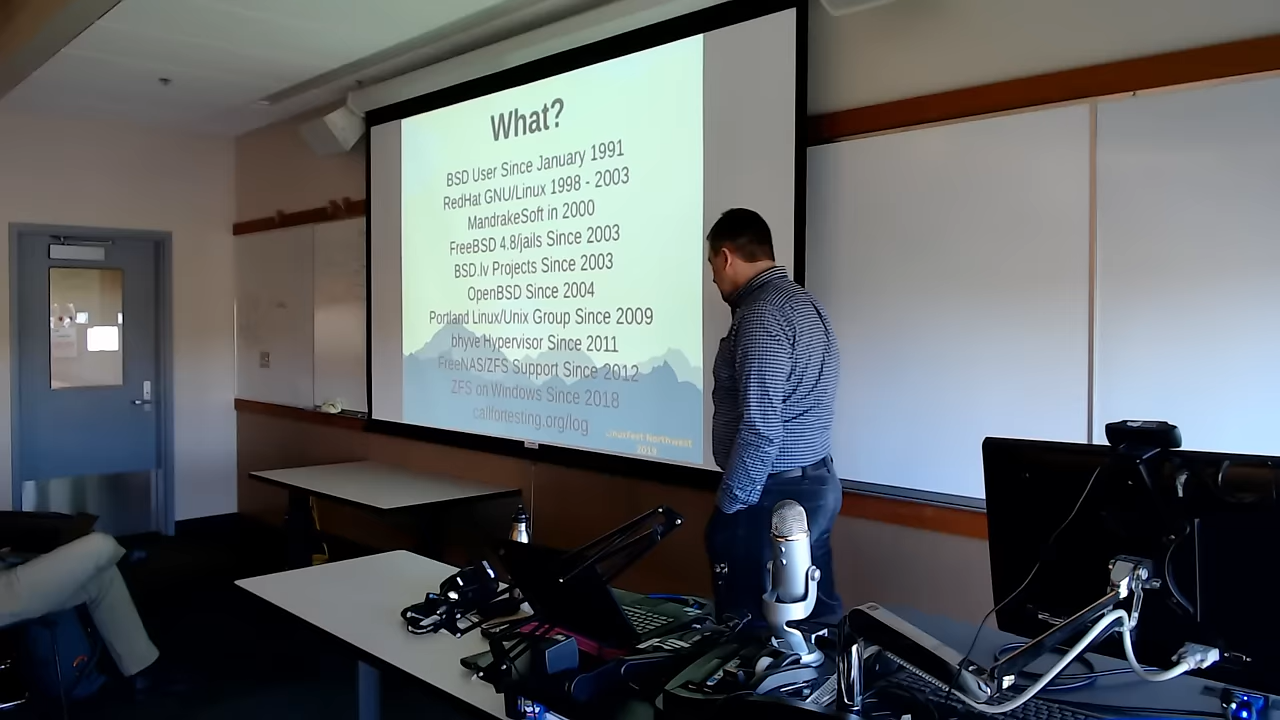 What?
BSD User Since January 1991
RedHat GNU/Linux 1998 - 2003
MandrakeSoft in 2000
FreeBSD 4.8/jails Since 2003
BSD.lv Projects Since 2003
OpenBSD Since 2004
Portland Linux/Unix Group Since 2009
bhyve Hypervisor Since 2011
FreeNAS/ZFS Support Since 2012
ZFS on Windows Since 2018
callfortesting.org/log
LinuxFest Northwest
2019